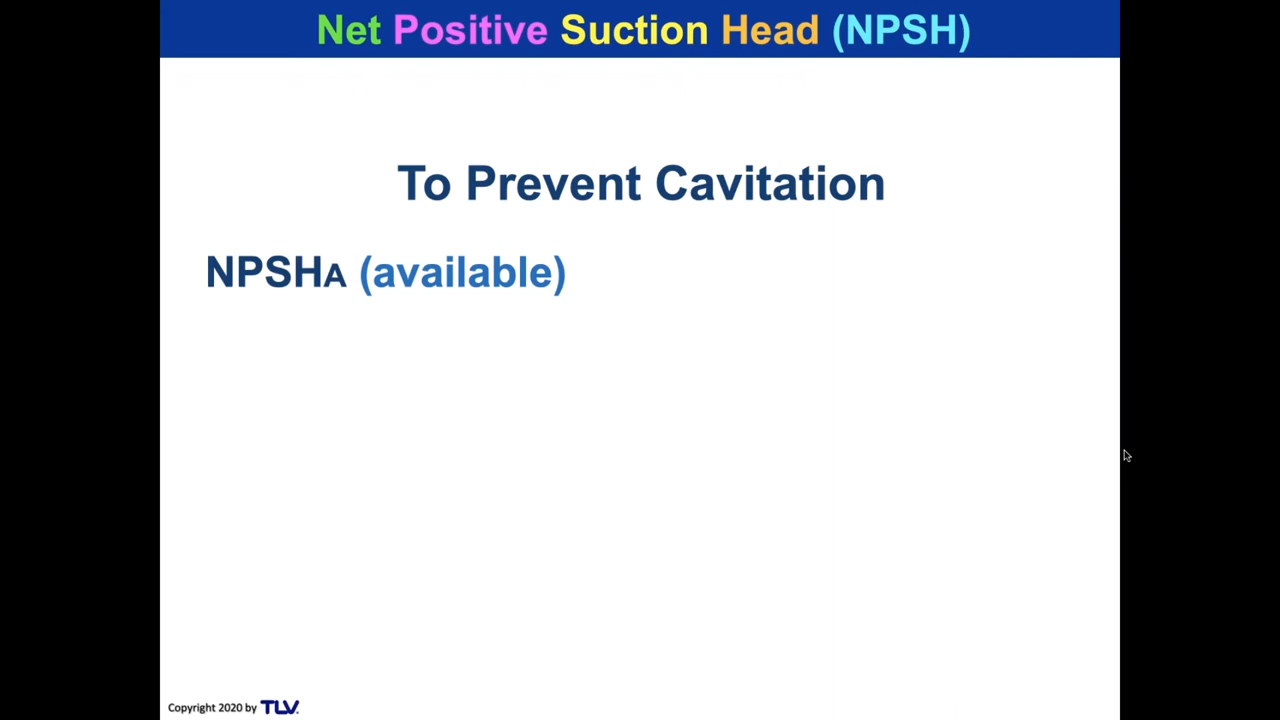 Net Positive Suction Head (NPSH)
To Prevent Cavitation
NPSHA (available)
Copyright 2020 by TLV.